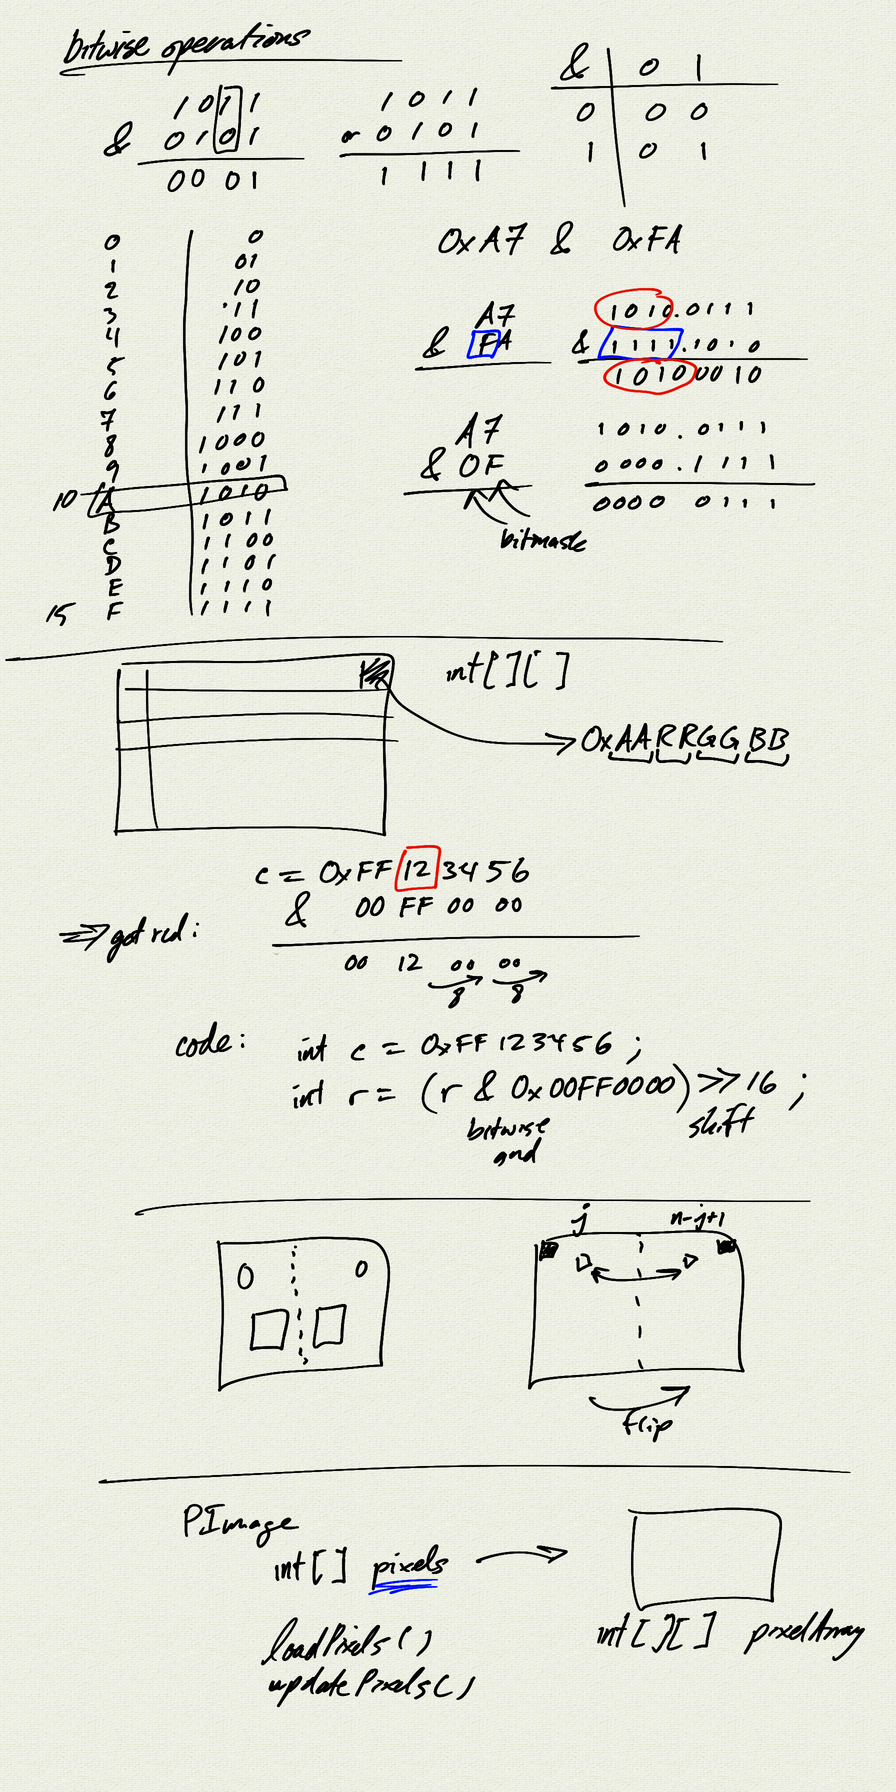 bitwise operations
1 0 1 1
& 0 1 0 1
0 0 0 1
1 0 1 1
or 0 1 0 1
1 1 1 1
& 0 1
0 0 0
1 0 1
0 0
1 01
2 10
3 11
4 100
5 101
6 110
7 111
8 1000
9 1001
10 A 1010
B 1011
C 1100
D 1101
E 1110
15 F 1111
0xA7 & 0xFA
A7
& FA
1010.0111
& 1111.1010
1010 0010
A7
& 0F
bitmask
1010.0111
0000.1111
0000 0111
int[][]
0xAARRGGBB
c = 0xFF 12 34 56
& 00 FF 00 00
⇒ get red:
00 12 00 00
8 8
code: int c = 0xFF123456;
int r = (r & 0x00FF0000) >> 16;
bitwise and
shift
j n-j+1
flip
PImage
int[] pixels
int[][] pixelArray
loadPixels()
updatePixels()